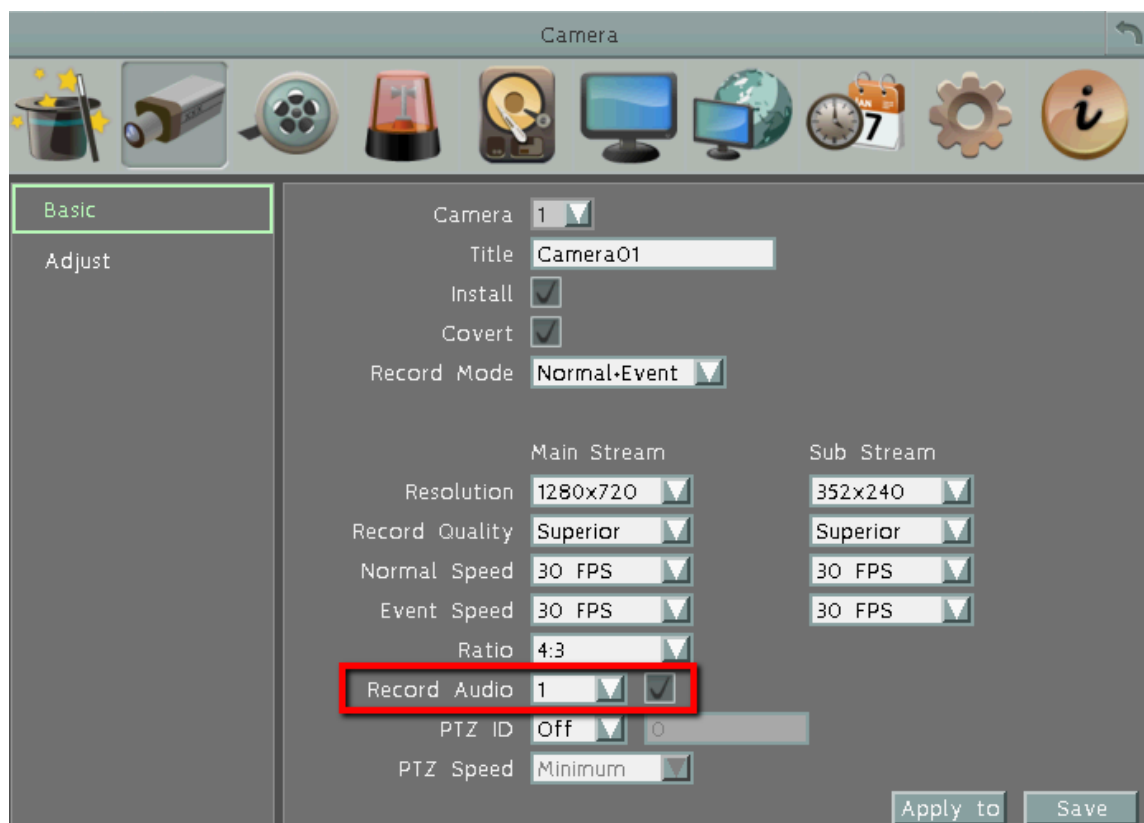 Camera
JAN
7
i
Basic
Adjust
Camera 1
Title Camera01
Install
Covert
Record Mode Normal+Event
Main Stream Sub Stream
Resolution 1280x720 352x240
Record Quality Superior Superior
Normal Speed 30 FPS 30 FPS
Event Speed 30 FPS 30 FPS
Ratio 4:3
Record Audio 1
PTZ ID Off 0
PTZ Speed Minimum
Apply to Save